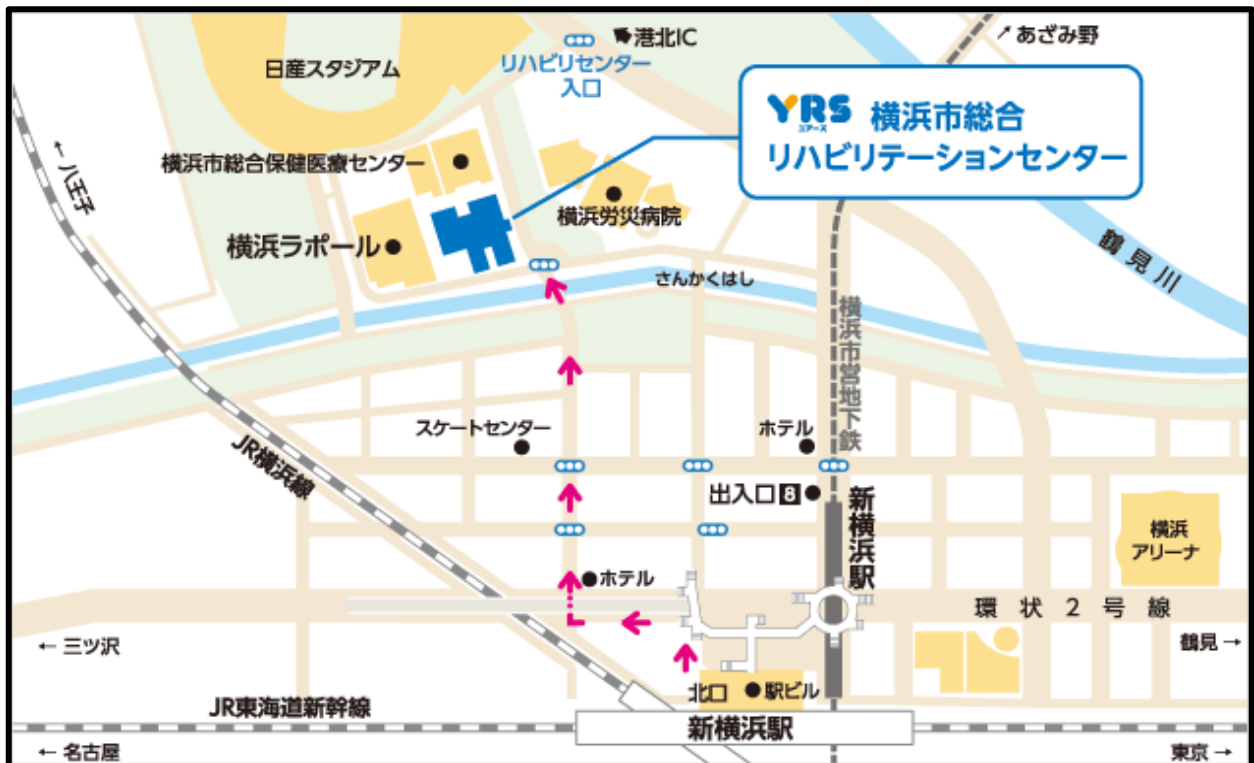 港北IC
↗あざみ野
日産スタジアム
リハビリセンター
入口
YRS 横浜市総合
ヨアーズ
リハビリテーションセンター
←八王子
横浜市総合保健医療センター
横浜労災病院
横浜ラポール
鶴見川
さんかくはし
横浜市営地下鉄
スケートセンター
ホテル
JR横浜線
出入口8
新横浜駅
横浜
アリーナ
ホテル
環状2号線
←三ツ沢
鶴見→
北口
駅ビル
JR東海道新幹線
新横浜駅
←名古屋
東京→